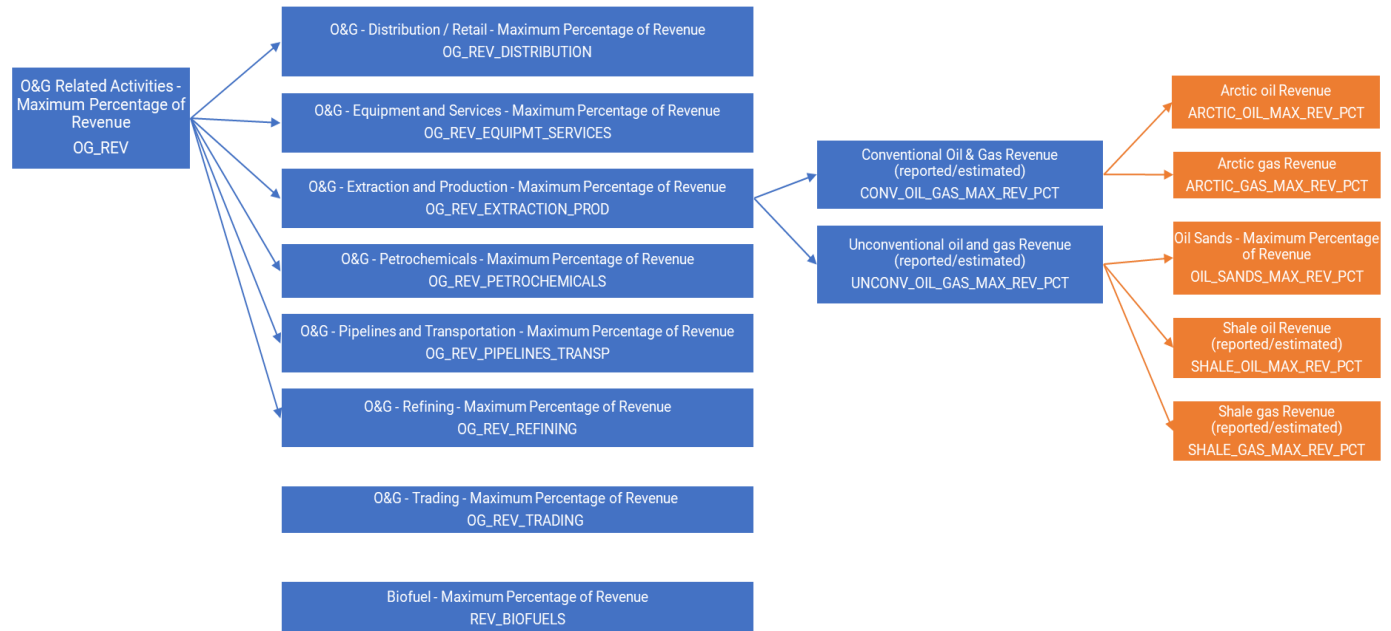 O&G Related Activities -
Maximum Percentage of
Revenue
OG_REV
O&G - Distribution / Retail - Maximum Percentage of Revenue
OG_REV_DISTRIBUTION
O&G - Equipment and Services - Maximum Percentage of Revenue
OG_REV_EQUIPMT_SERVICES
O&G - Extraction and Production - Maximum Percentage of Revenue
OG_REV_EXTRACTION_PROD
O&G - Petrochemicals - Maximum Percentage of Revenue
OG_REV_PETROCHEMICALS
O&G - Pipelines and Transportation - Maximum Percentage of Revenue
OG_REV_PIPELINES_TRANSP
O&G - Refining - Maximum Percentage of Revenue
OG_REV_REFINING
O&G - Trading - Maximum Percentage of Revenue
OG_REV_TRADING
Biofuel - Maximum Percentage of Revenue
REV_BIOFUELS
Conventional Oil & Gas Revenue
(reported/estimated)
CONV_OIL_GAS_MAX_REV_PCT
Unconventional oil and gas Revenue
(reported/estimated)
UNCONV_OIL_GAS_MAX_REV_PCT
Arctic oil Revenue
ARCTIC_OIL_MAX_REV_PCT
Arctic gas Revenue
ARCTIC_GAS_MAX_REV_PCT
Oil Sands - Maximum Percentage
of Revenue
OIL_SANDS_MAX_REV_PCT
Shale oil Revenue
(reported/estimated)
SHALE_OIL_MAX_REV_PCT
Shale gas Revenue
(reported/estimated)
SHALE_GAS_MAX_REV_PCT